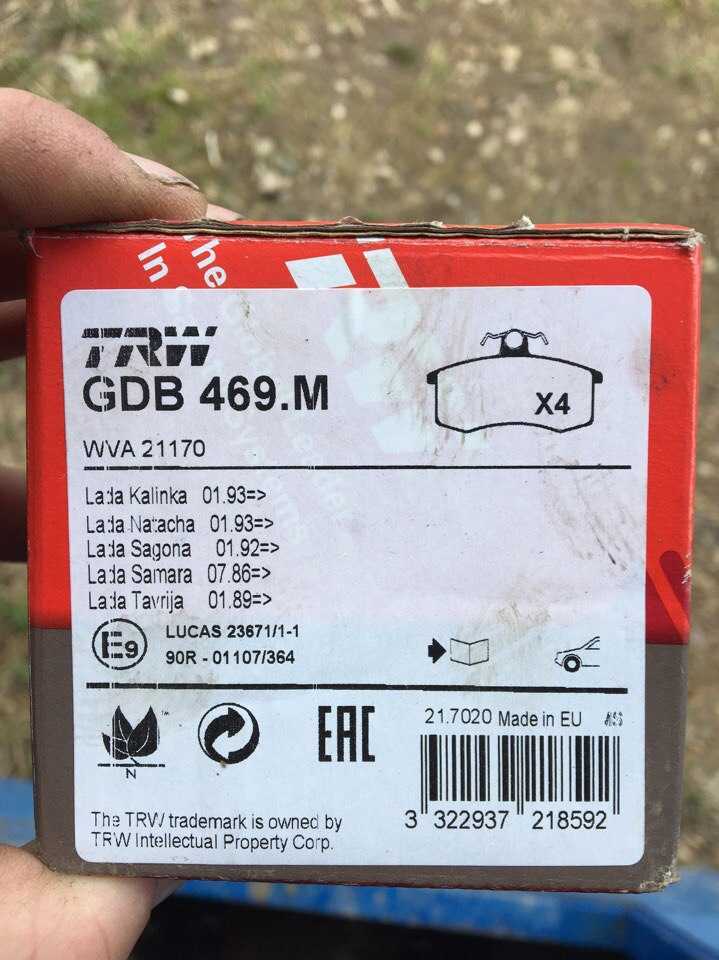 TRW
GDB 469.M
X4
WVA 21170
Lada Kalinka 01.93=>
Lada Natacha 01.93=>
Lada Sagona 01.92=>
Lada Samara 07.86=>
Lada Tavrija 01.89=>
E9
LUCAS 23671/1-1
90R - 01107/364
N
EAC
21.7020 Made in EU
3 322937 218592
The TRW trademark is owned by
TRW Intellectual Property Corp.